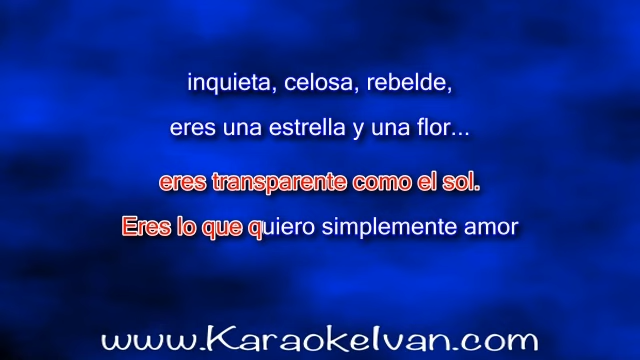 inquieta, celosa, rebelde,
eres una estrella y una flor...
eres transparente como el sol.
Eres lo que quiero simplemente amor
www.KaraokeIvan.com